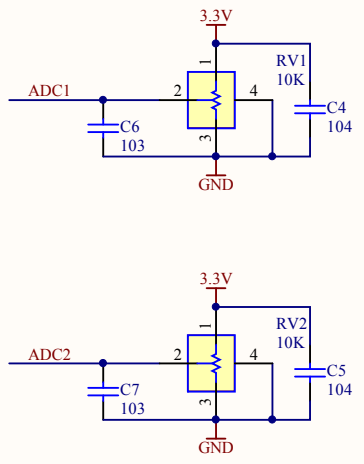 3.3V
1
RV1
10K
ADC1
2
4
C4
104
C6
103
3
GND
3.3V
1
RV2
10K
ADC2
2
4
C5
104
C7
103
3
GND